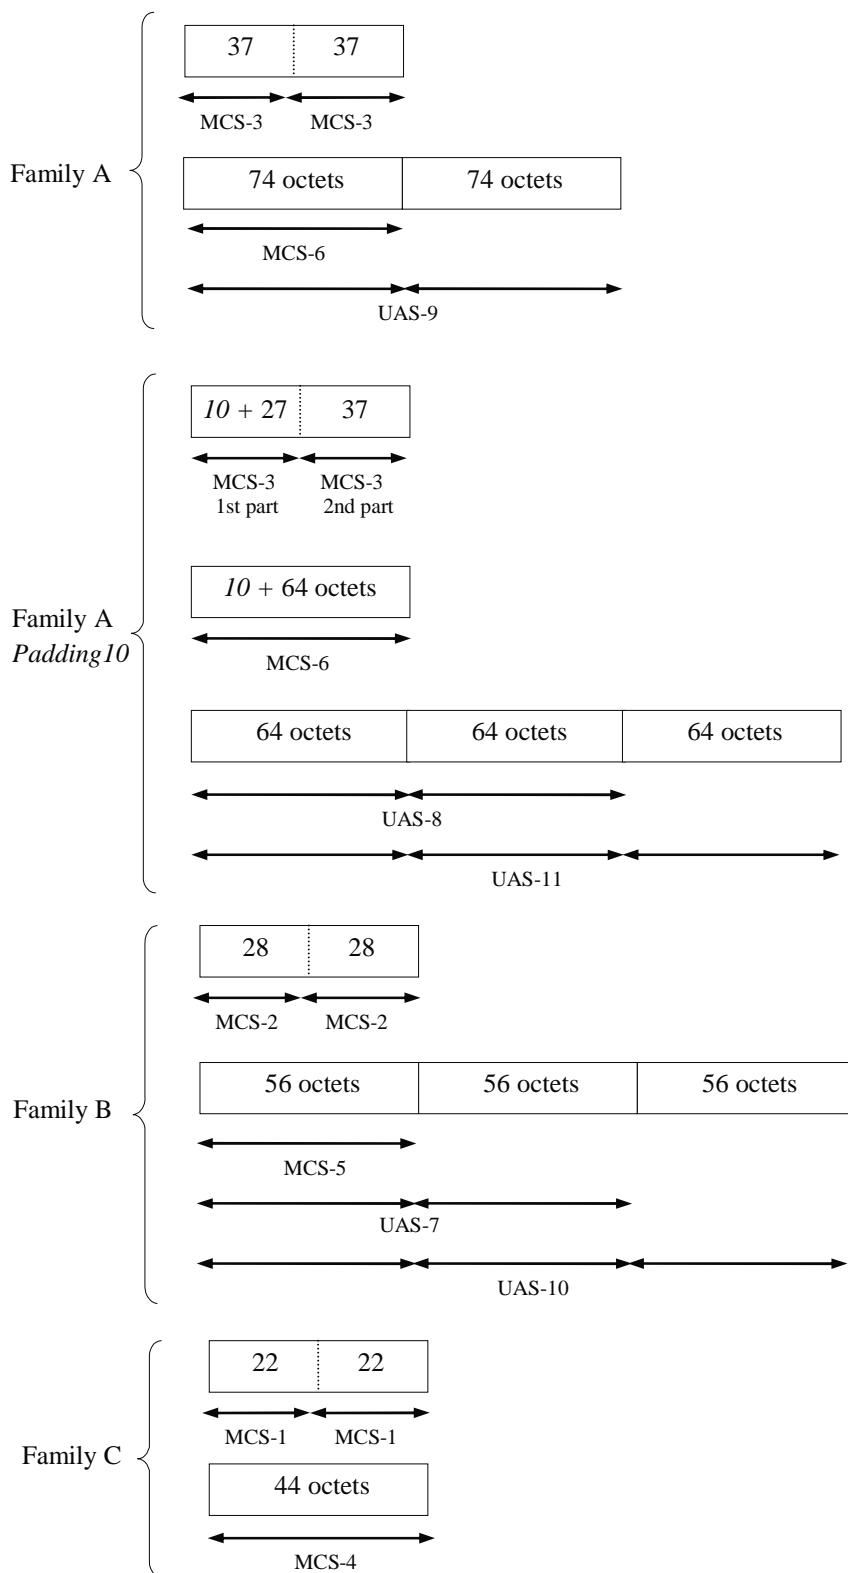 37 37
MCS-3 MCS-3
Family A
74 octets 74 octets
MCS-6
UAS-9
10 + 27 37
MCS-3 MCS-3
1st part 2nd part
10 + 64 octets
Family A
Padding10
MCS-6
64 octets 64 octets 64 octets
UAS-8
UAS-11
28 28
MCS-2 MCS-2
56 octets 56 octets 56 octets
Family B
MCS-5
UAS-7
UAS-10
22 22
MCS-1 MCS-1
Family C
44 octets
MCS-4